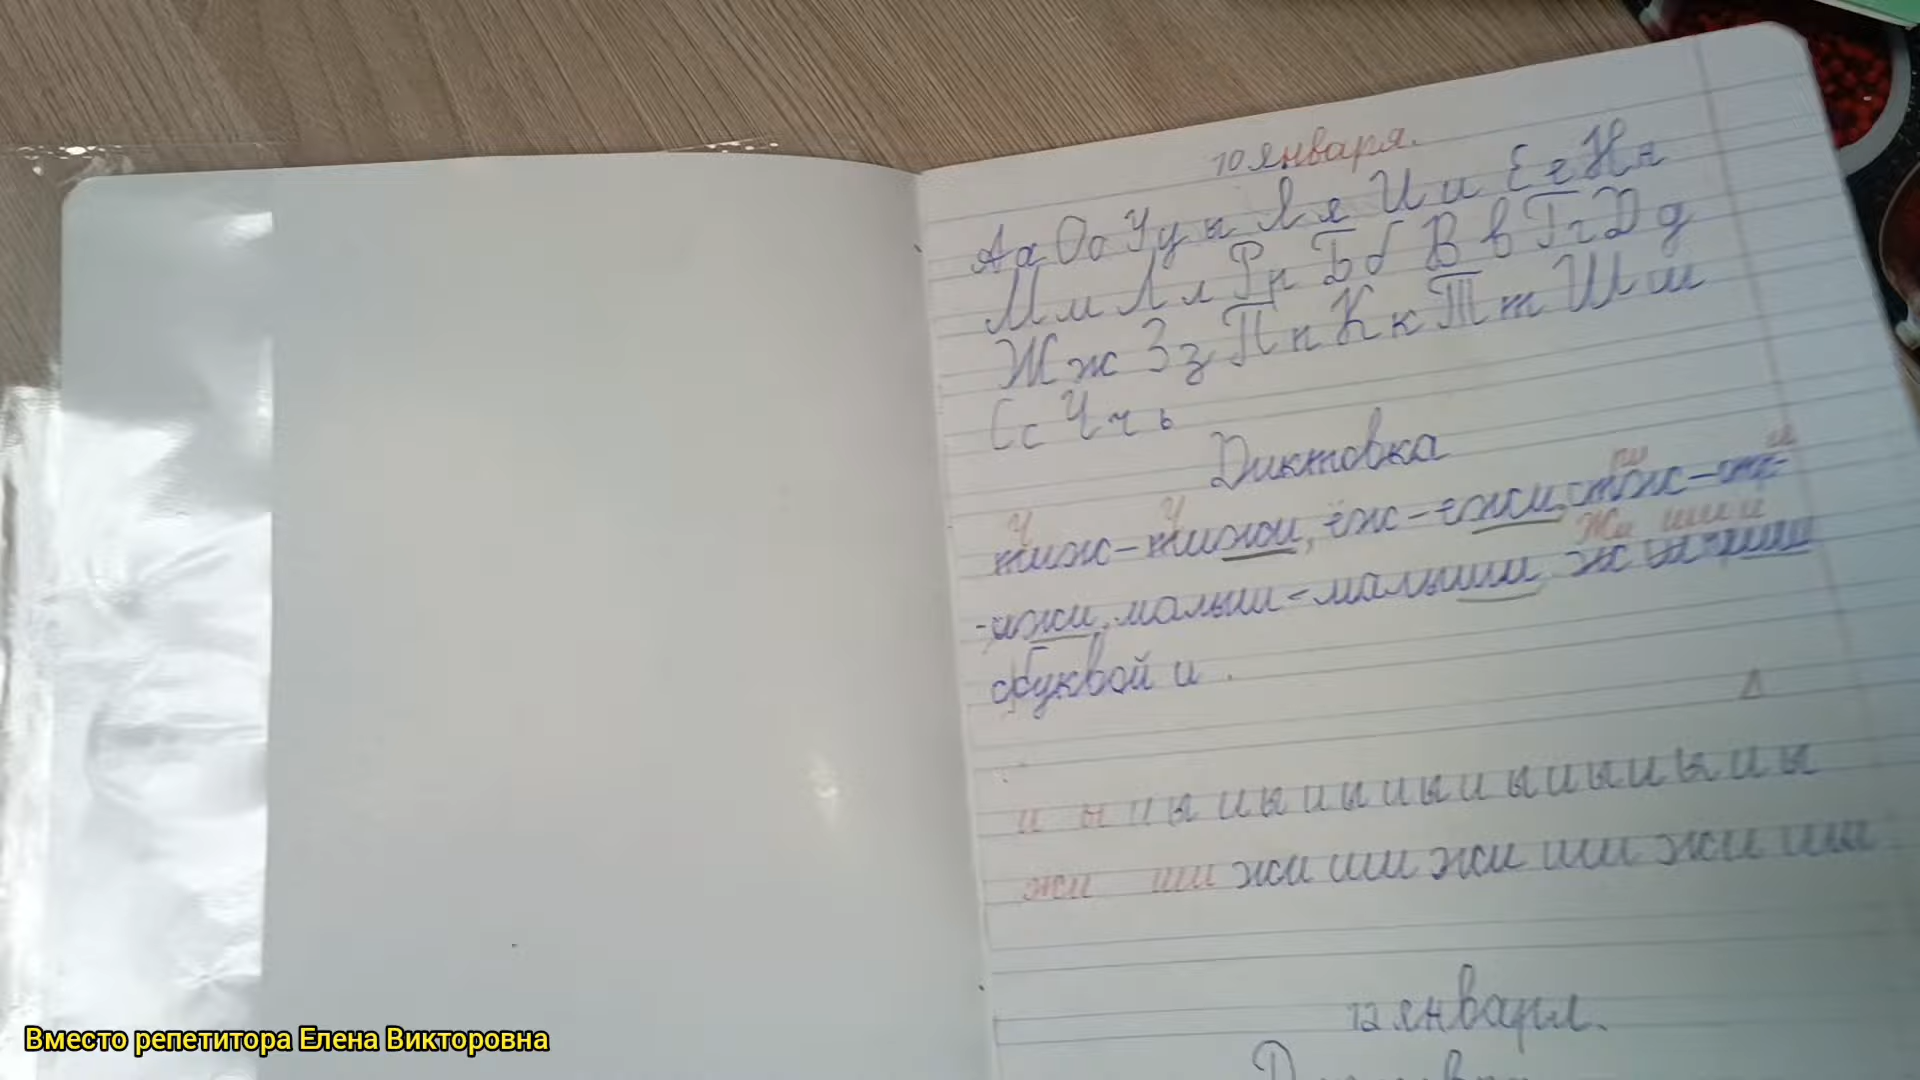 10 января.
Аа Оо Уу ы Яя Ии Ее Нн
Мм Лл Рр Бб Вв Гг Дд
Жж Зз Пп Кк Тт Шш
Сс Чч ь
Диктовка
ч ч и
чиж - чижи, ёж - ежи,
Жи ши и
- ужи, малыш - малыши,
с буквой и.
и ы и ы и ы и ы и ы и ы и ы и ы и ы
жи ши жи ши жи ши жи ши
12 января.
Вместо репетитора Елена Викторовна